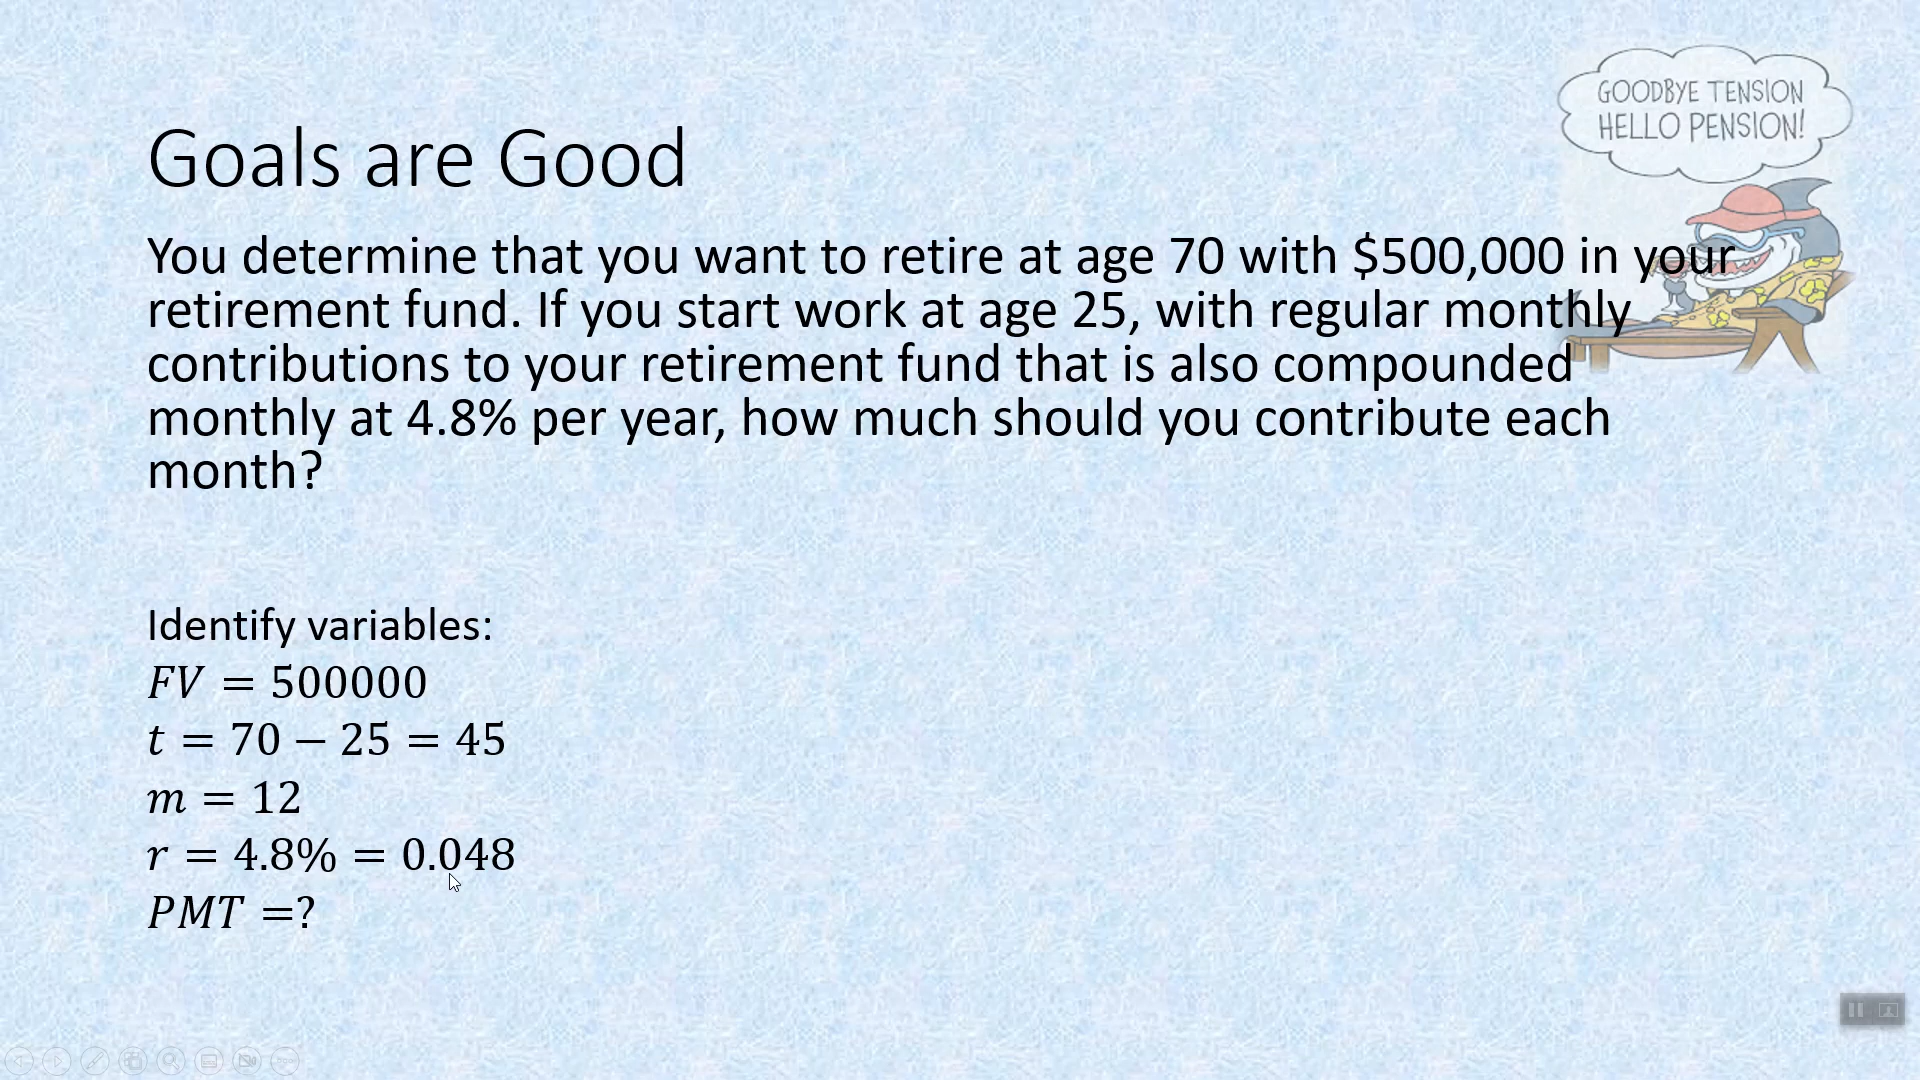 GOODBYE TENSION
HELLO PENSION!
Goals are Good
You determine that you want to retire at age 70 with $500,000 in your
retirement fund. If you start work at age 25, with regular monthly
contributions to your retirement fund that is also compounded
monthly at 4.8% per year, how much should you contribute each
month?
Identify variables:
FV = 500000
t = 70 − 25 = 45
m = 12
r = 4.8% = 0.048
PMT =?